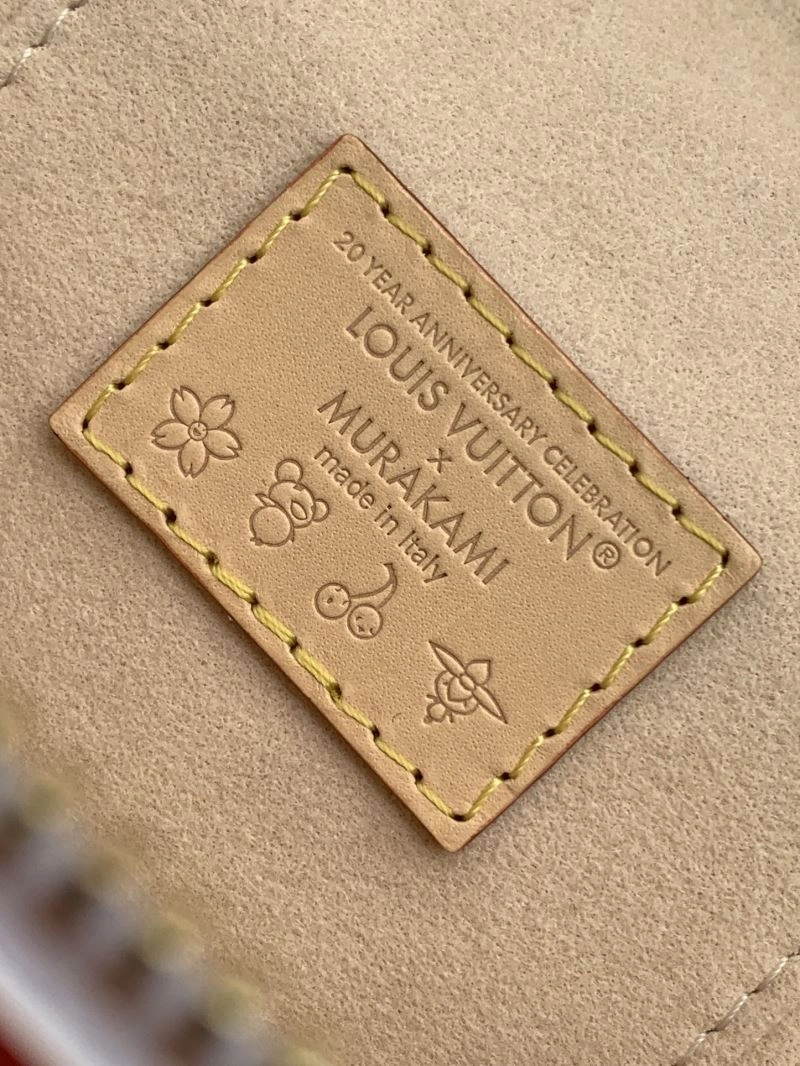 20 YEAR ANNIVERSARY CELEBRATION
LOUIS VUITTON®
×
MURAKAMI
made in Italy